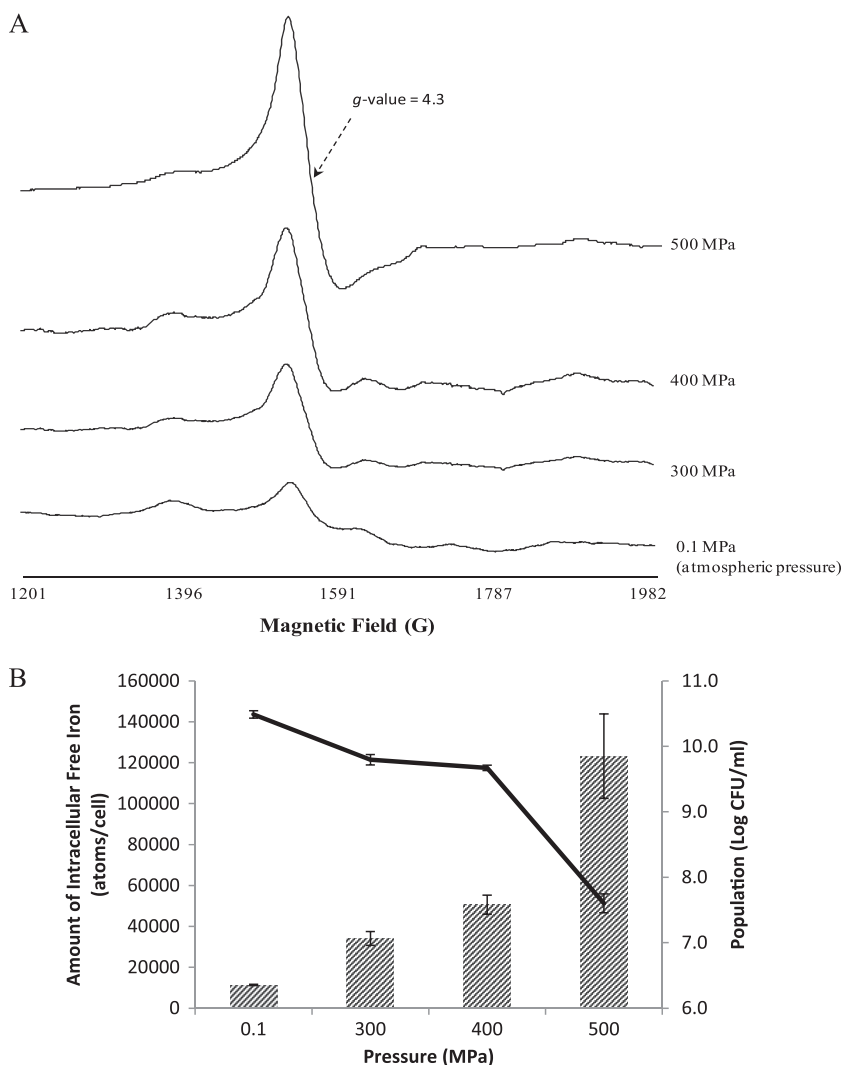 A
g-value = 4.3
500 MPa
400 MPa
300 MPa
0.1 MPa
(atmospheric pressure)
1201 1396 1591 1787 1982
Magnetic Field (G)
B
160000
140000
120000
100000
80000
60000
40000
20000
0
Amount of Intracellular Free Iron
(atoms/cell)
11.0
10.0
9.0
8.0
7.0
6.0
Population (Log CFU/ml)
0.1 300 400 500
Pressure (MPa)